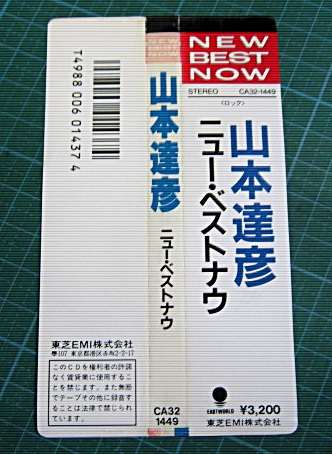 NEW
BEST
NOW
STEREO CA32-1449
〈ロック〉
山本達彦
ニュー・ベストナウ
EASTWORLD ¥3,200
東芝EMI株式会社
山本達彦
ニュー・ベストナウ
CA32
1449
T4988 006 01437 4
東芝EMI株式会社
〒107 東京都港区赤坂2-2-17
このCDを権利者の許諾
なく賃貸業に使用するこ
とを禁じます。また無断
でテープその他に録音す
ることは法律で禁じられ
ています。